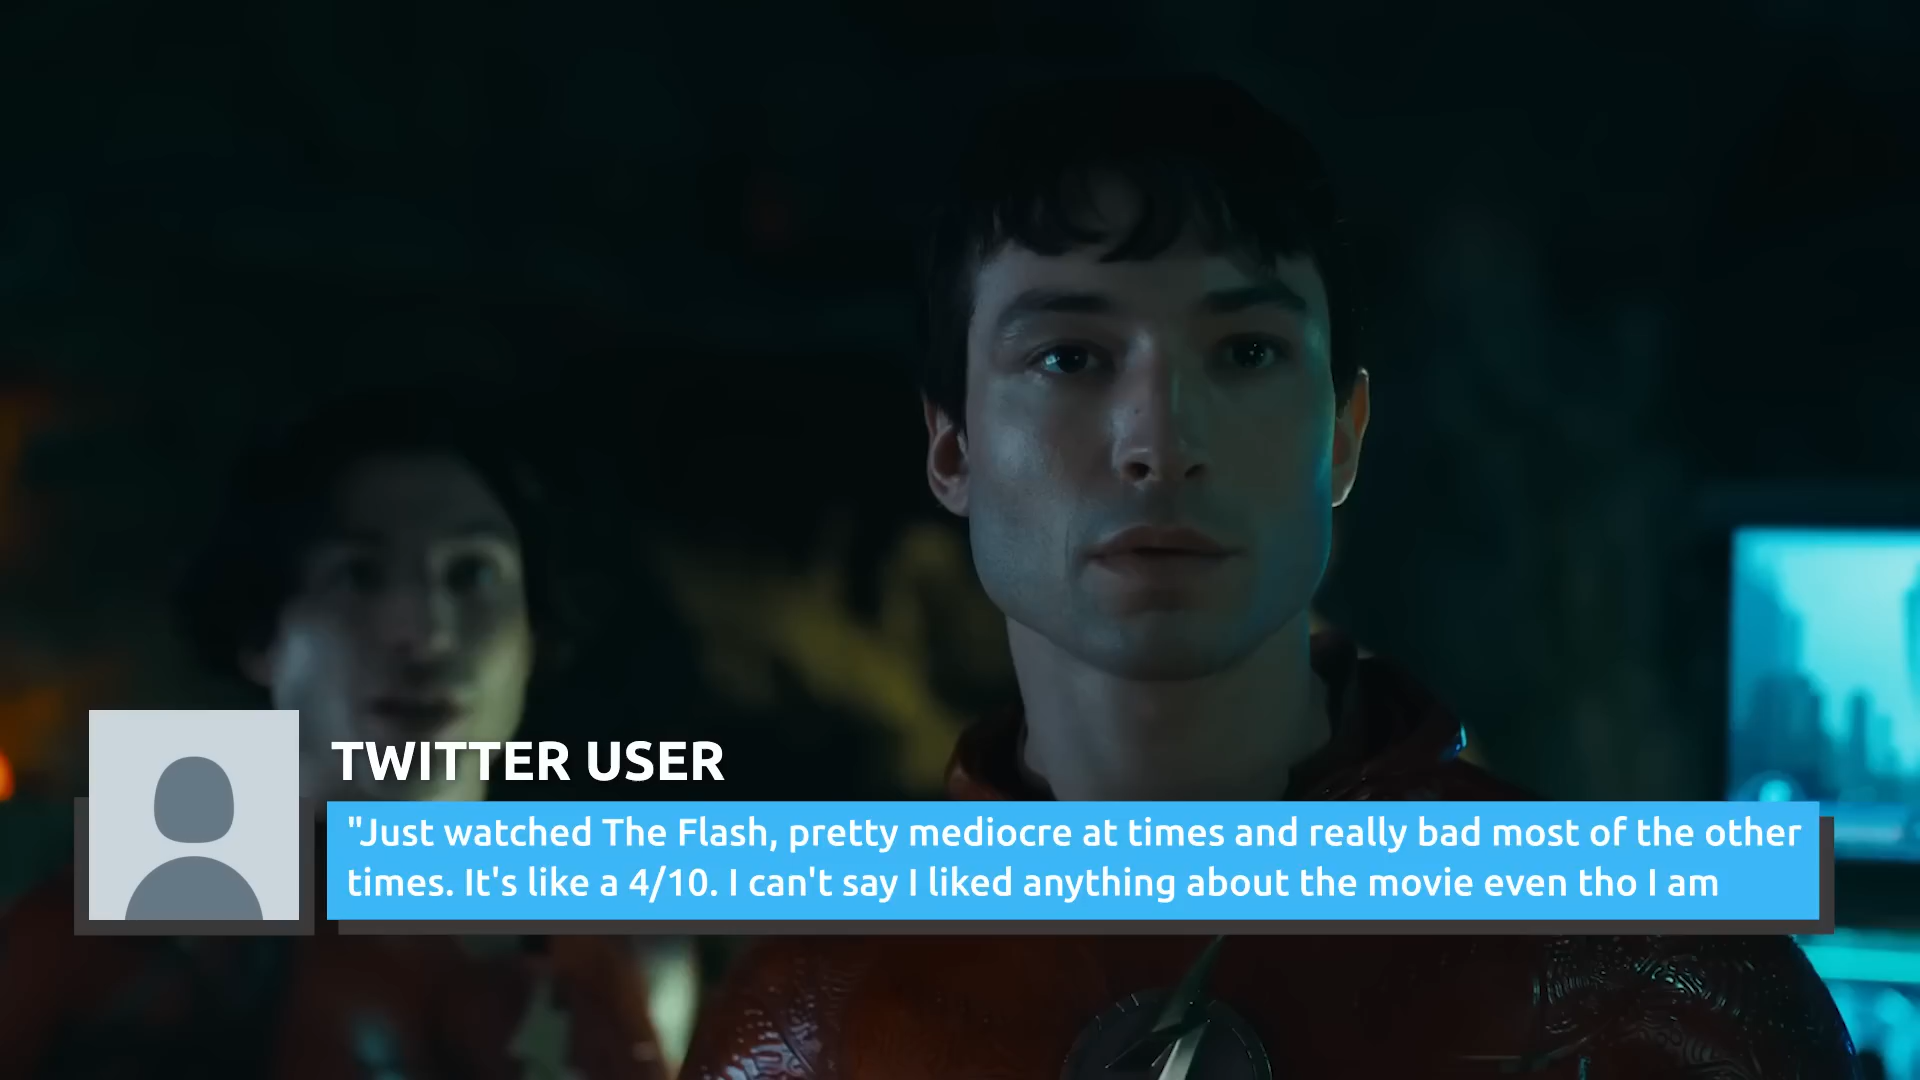 TWITTER USER
"Just watched The Flash, pretty mediocre at times and really bad most of the other
times. It's like a 4/10. I can't say I liked anything about the movie even tho I am